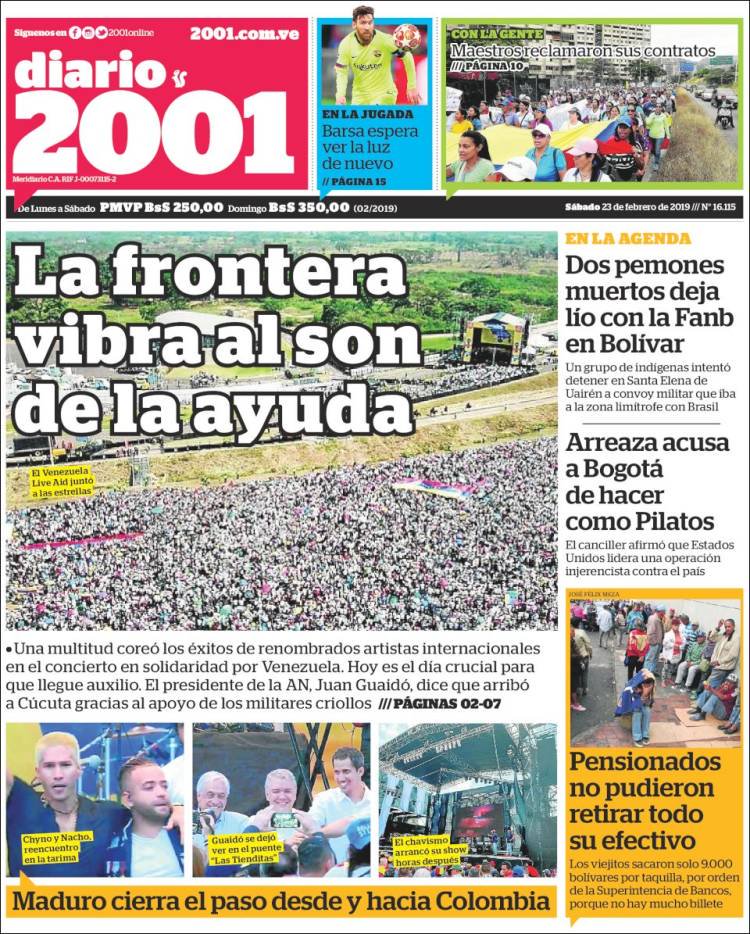 Síguenos en 2001online
2001.com.ve
diario
2001
Meridiario C.A. RIF J-00073115-2
EN LA JUGADA
Barsa espera
ver la luz
de nuevo
// PÁGINA 15
CON LA GENTE
Maestros reclamaron sus contratos
/// PÁGINA 10
De Lunes a Sábado PMVP BsS 250,00 Domingo BsS 350,00 (02/2019)
Sábado 23 de febrero de 2019 /// N° 16.115
La frontera
vibra al son
de la ayuda
El Venezuela
Live Aid juntó
a las estrellas
• Una multitud coreó los éxitos de renombrados artistas internacionales
en el concierto en solidaridad por Venezuela. Hoy es el día crucial para
que llegue auxilio. El presidente de la AN, Juan Guaidó, dice que arribó
a Cúcuta gracias al apoyo de los militares criollos /// PÁGINAS 02-07
Chyno y Nacho,
reencuentro
en la tarima
Guaidó se dejó
ver en el puente
"Las Tienditas"
El chavismo
arrancó su show
horas después
Maduro cierra el paso desde y hacia Colombia
EN LA AGENDA
Dos pemones
muertos deja
lío con la Fanb
en Bolívar
Un grupo de indígenas intentó
detener en Santa Elena de
Uairén a convoy militar que iba
a la zona limítrofe con Brasil
Arreaza acusa
a Bogotá
de hacer
como Pilatos
El canciller afirmó que Estados
Unidos lidera una operación
injerencista contra el país
JOSÉ FÉLIX MEZA
Pensionados
no pudieron
retirar todo
su efectivo
Los viejitos sacaron solo 9.000
bolívares por taquilla, por orden
de la Superintencia de Bancos,
porque no hay mucho billete